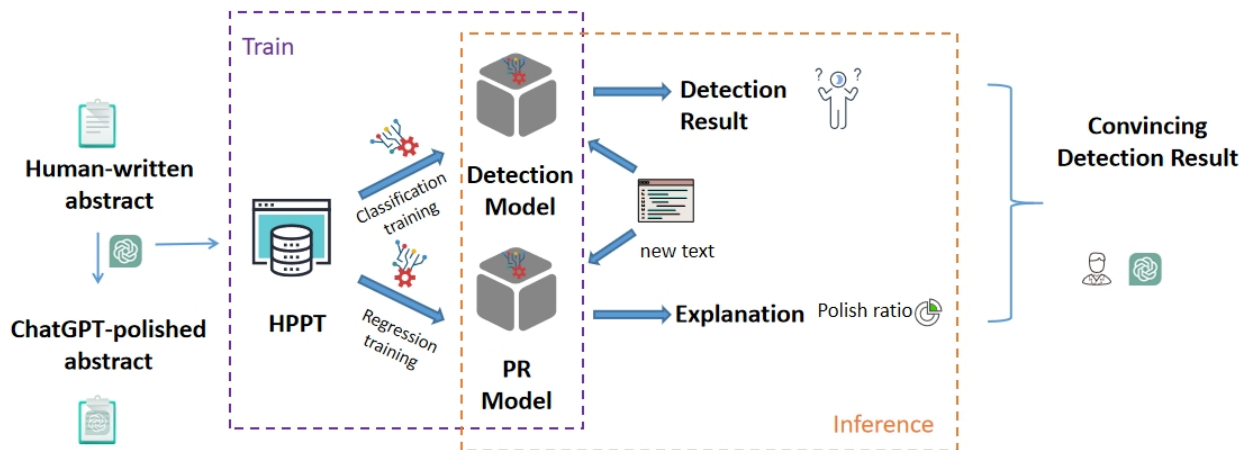 Train
Human-written
abstract
ChatGPT-polished
abstract
HPPT
Classification
training
Regression
training
Detection
Model
PR
Model
Detection
Result
? ?
new text
Explanation
Polish ratio
Inference
Convincing
Detection Result